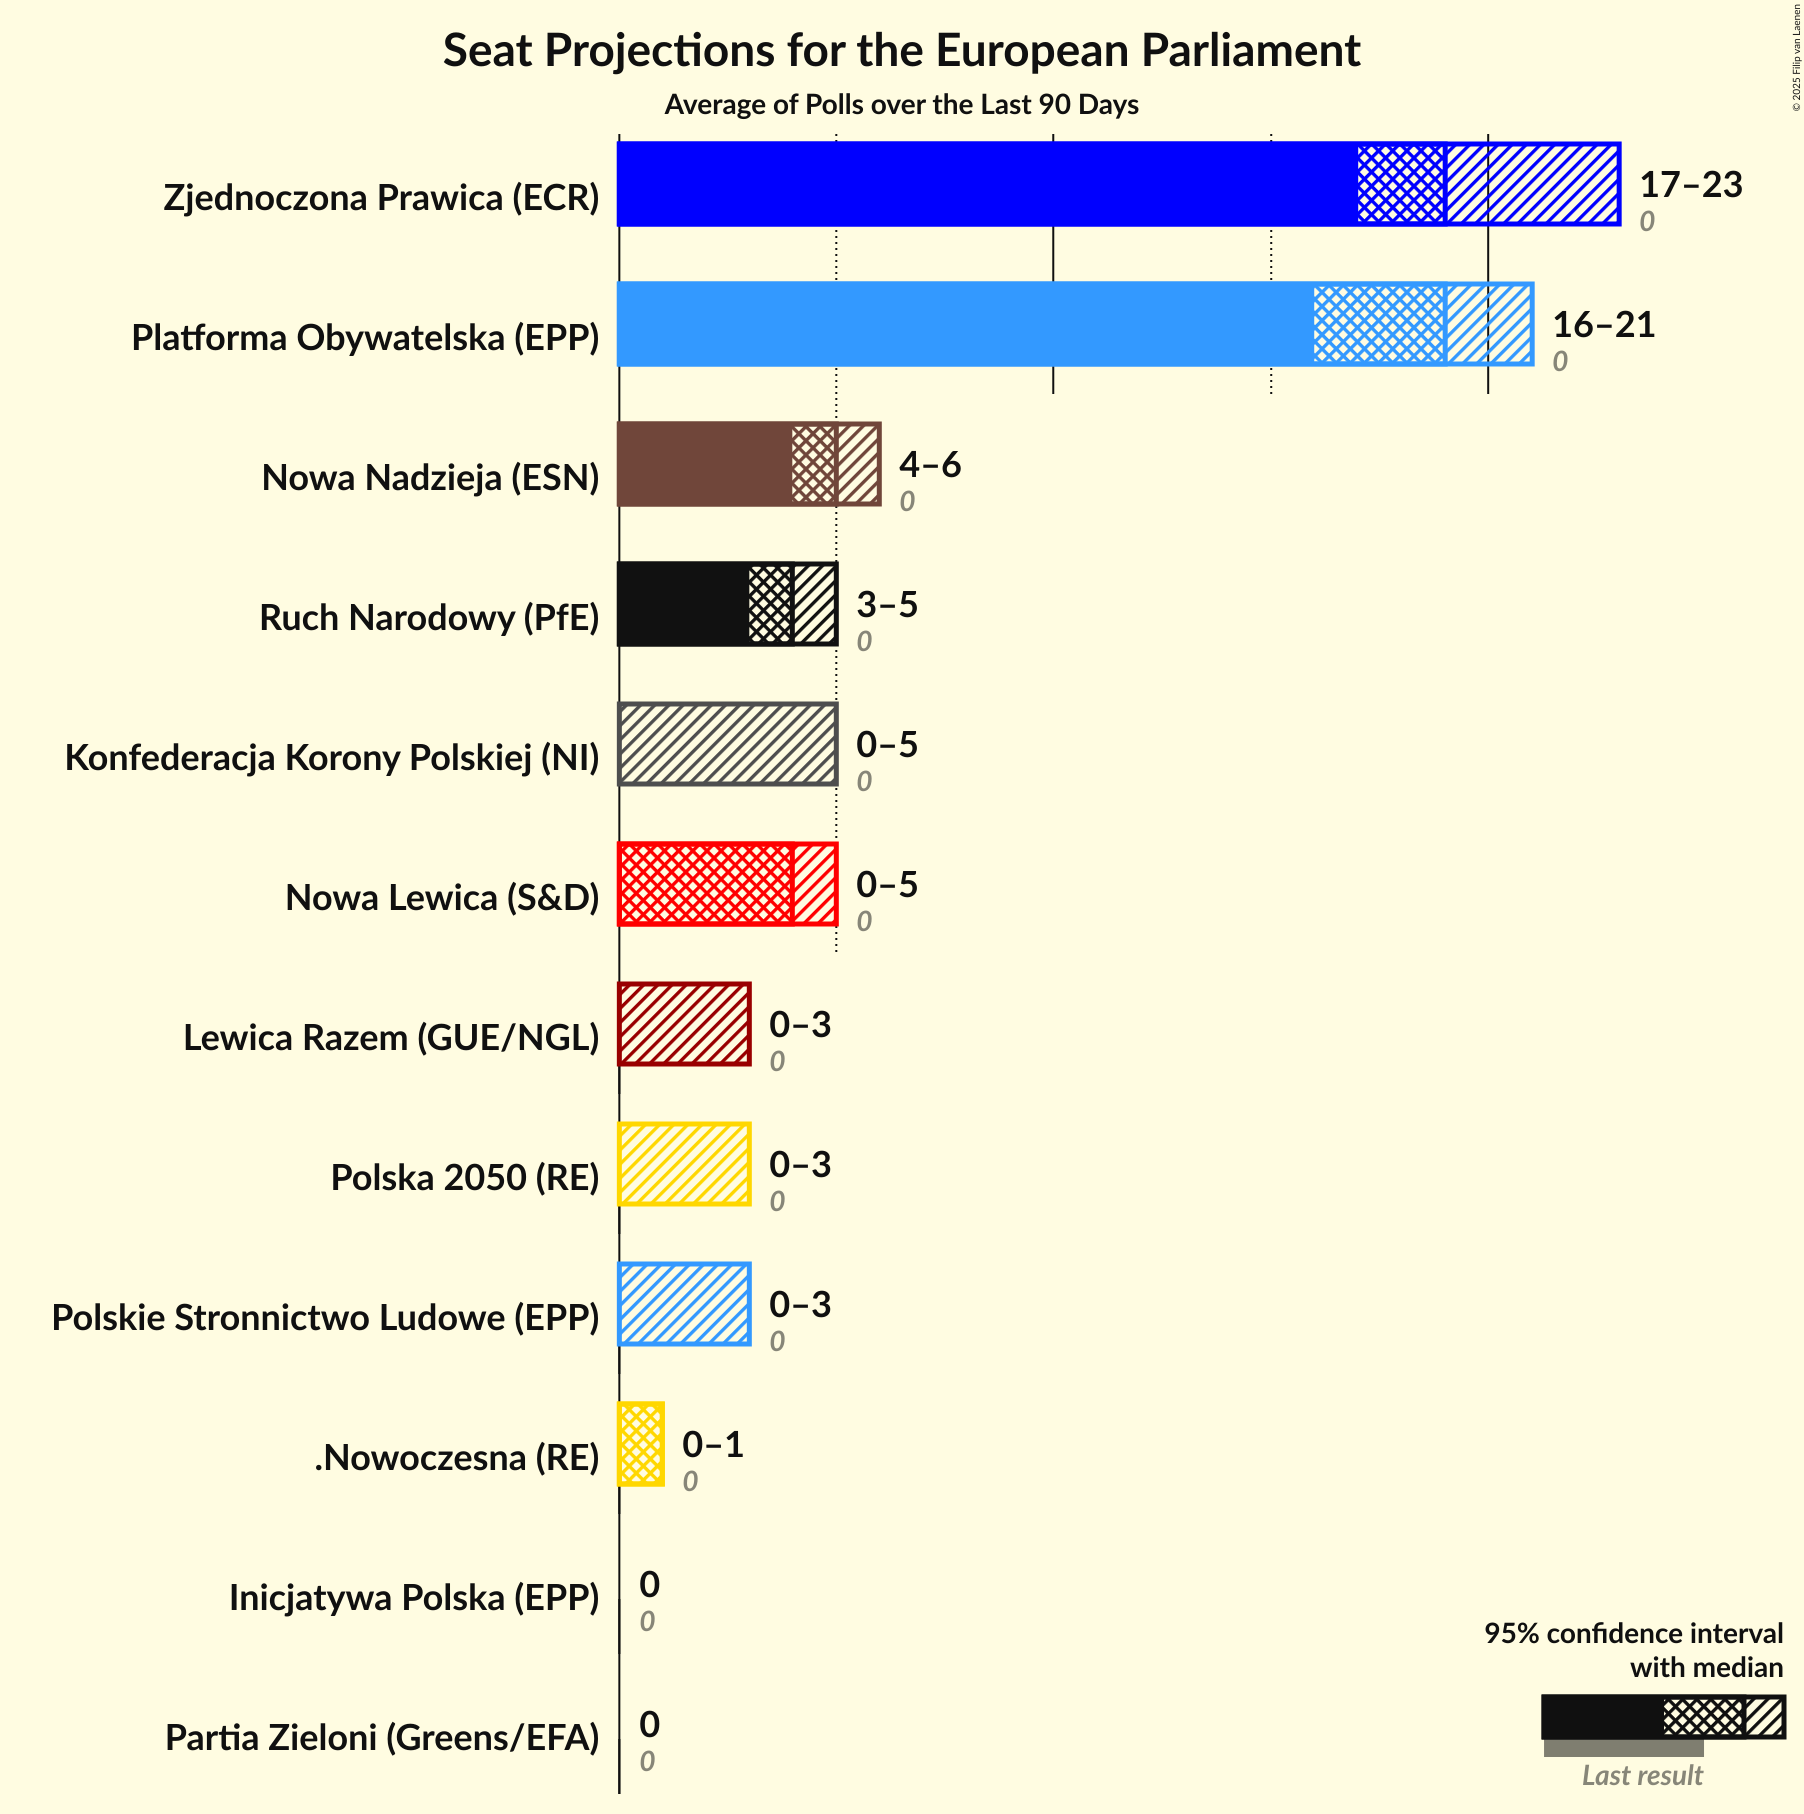 Seat Projections for the European Parliament
Average of Polls over the Last 90 Days
© 2025 Filip van Laenen
Zjednoczona Prawica (ECR)
17–23
0
Platforma Obywatelska (EPP)
16–21
0
Nowa Nadzieja (ESN)
4–6
0
Ruch Narodowy (PfE)
3–5
0
Konfederacja Korony Polskiej (NI)
0–5
0
Nowa Lewica (S&D)
0–5
0
Lewica Razem (GUE/NGL)
0–3
0
Polska 2050 (RE)
0–3
0
Polskie Stronnictwo Ludowe (EPP)
0–3
0
.Nowoczesna (RE)
0–1
0
Inicjatywa Polska (EPP)
0
0
Partia Zieloni (Greens/EFA)
0
0
95% confidence interval
with median
Last result